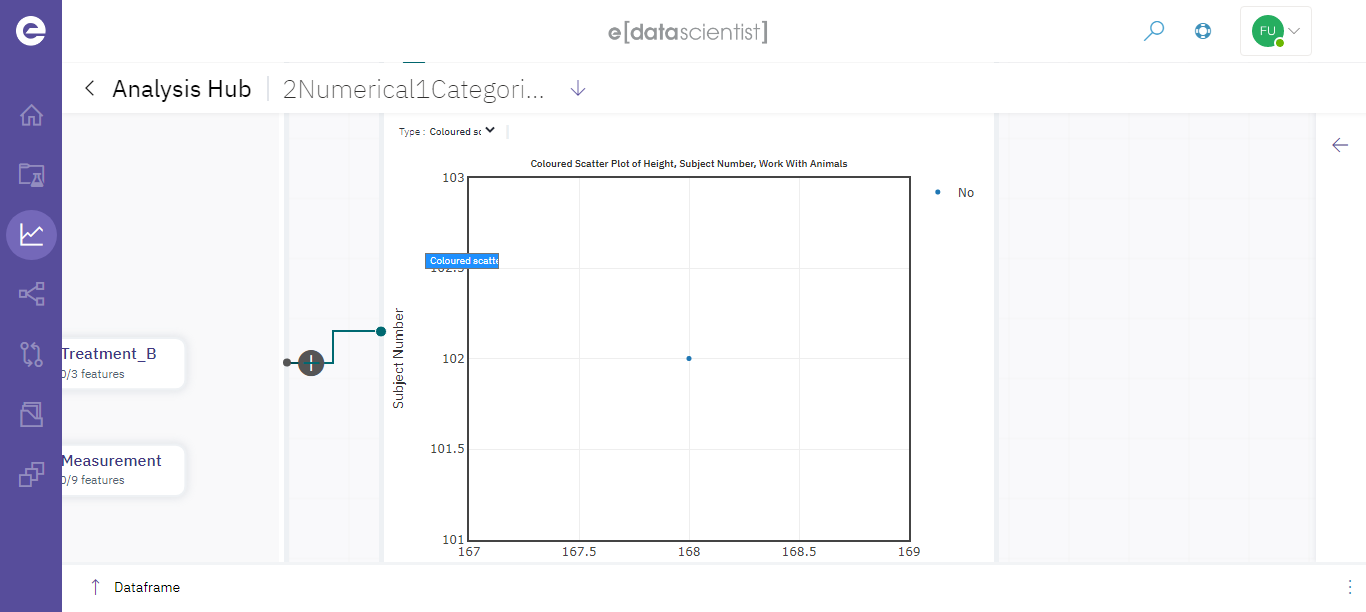 e[datascientist]
FU
Analysis Hub
2Numerical1Categori...
Type : Coloured sc
Coloured Scatter Plot of Height, Subject Number, Work With Animals
103
No
Coloured scatte
102.5
Treatment_B
0/3 features
102
Subject Number
101.5
Measurement
0/9 features
101
167
167.5
168
168.5
169
Dataframe